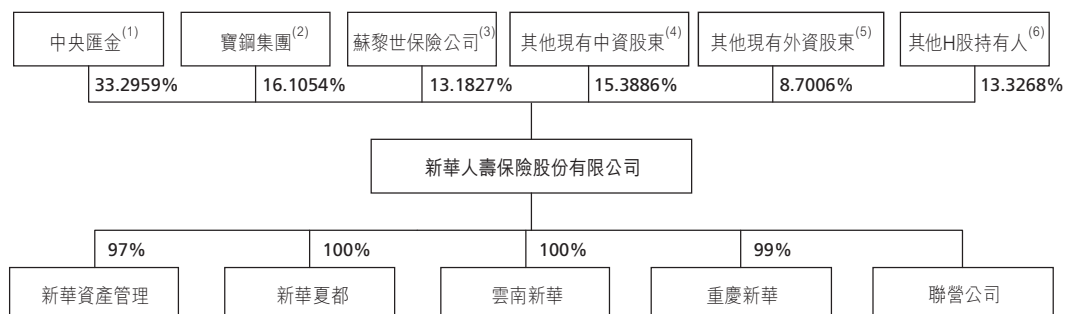 中央匯金(1)
寶鋼集團(2)
蘇黎世保險公司(3)
其他現有中資股東(4)
其他現有外資股東(5)
其他H股持有人(6)
33.2959%
16.1054%
13.1827%
15.3886%
8.7006%
13.3268%
新華人壽保險股份有限公司
97%
100%
100%
99%
新華資產管理
新華夏都
雲南新華
重慶新華
聯營公司